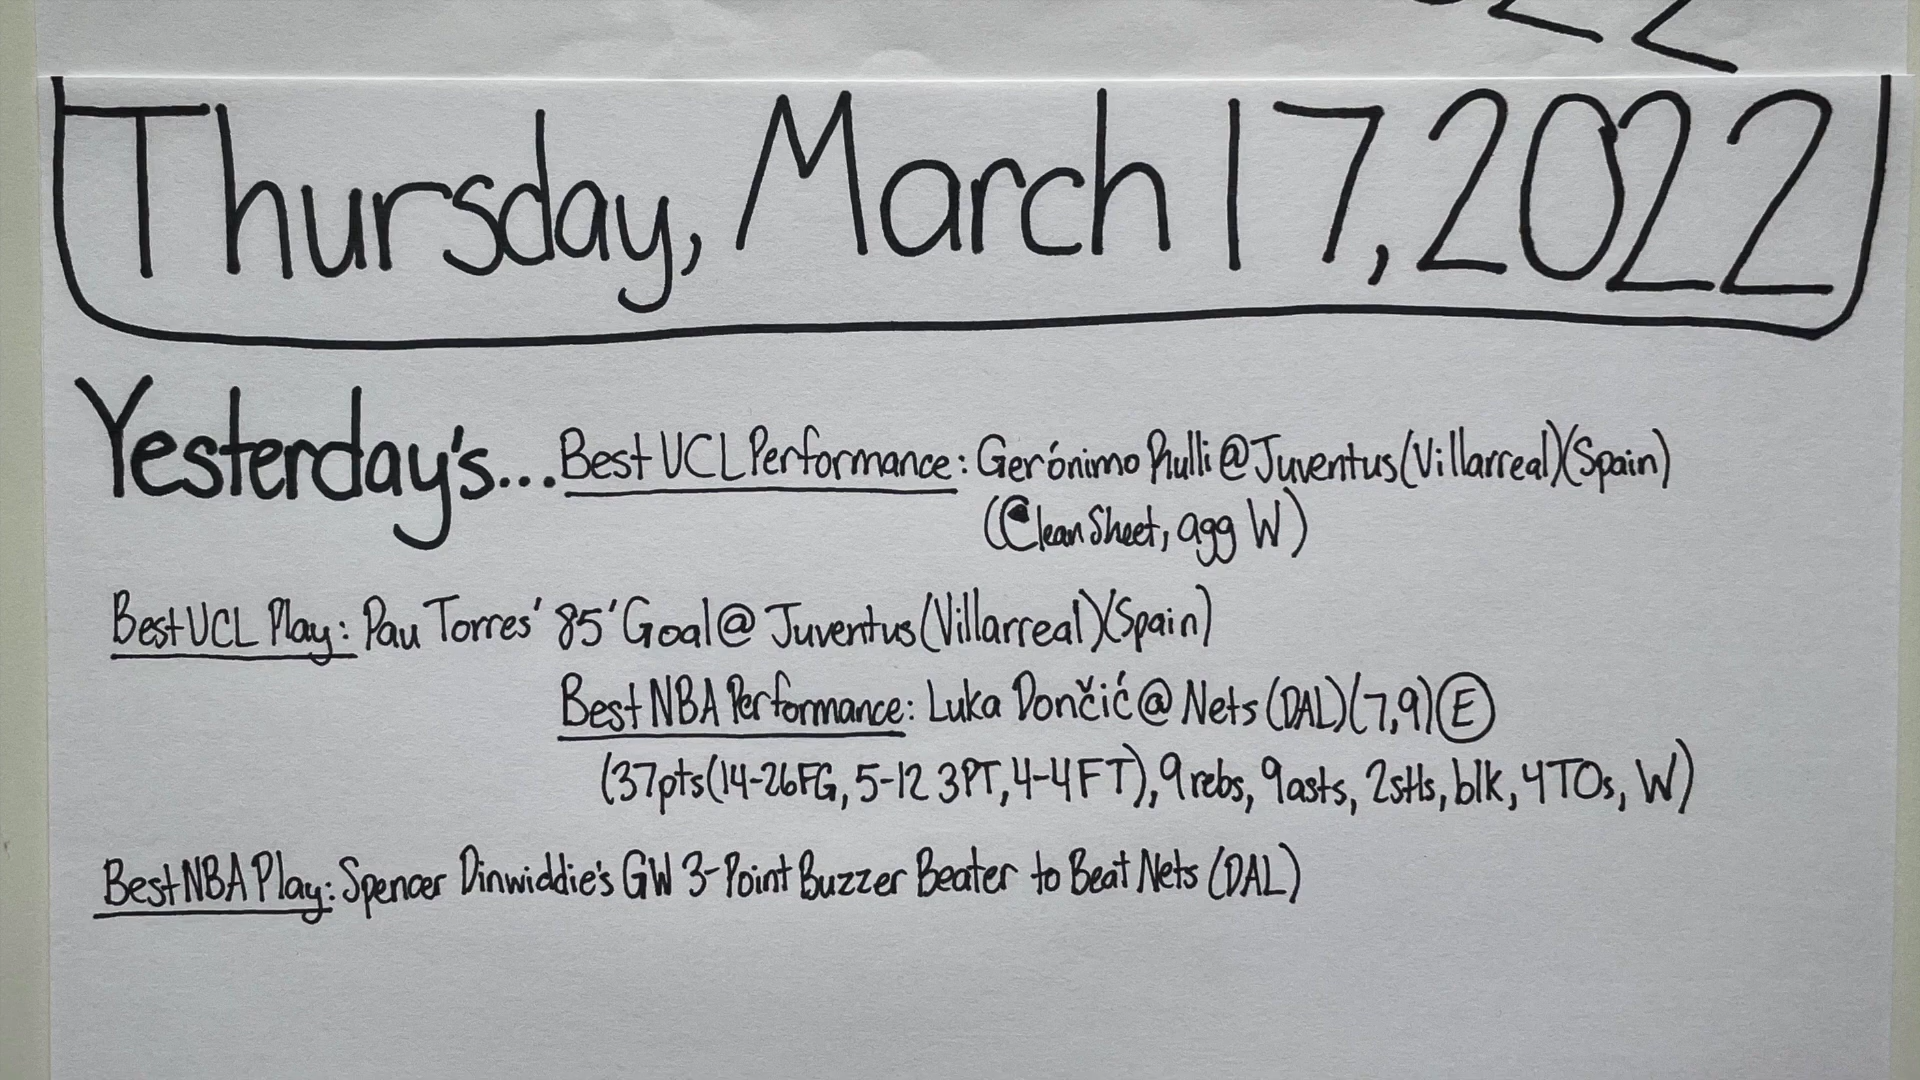 22
Thursday, March 17, 2022
Yesterday's... Best UCL Performance: Gerónimo Rulli @ Juventus (Villarreal)(Spain)
(Clean Sheet, agg W)
Best UCL Play: Pau Torres' 85' Goal @ Juventus (Villarreal)(Spain)
Best NBA Performance: Luka Dončić @ Nets (DAL)(7,9) Ⓔ
(37pts(14-26FG, 5-12 3PT, 4-4FT), 9rebs, 9asts, 2stls, blk, 4TOs, W)
Best NBA Play: Spencer Dinwiddie's GW 3-Point Buzzer Beater to Beat Nets (DAL)